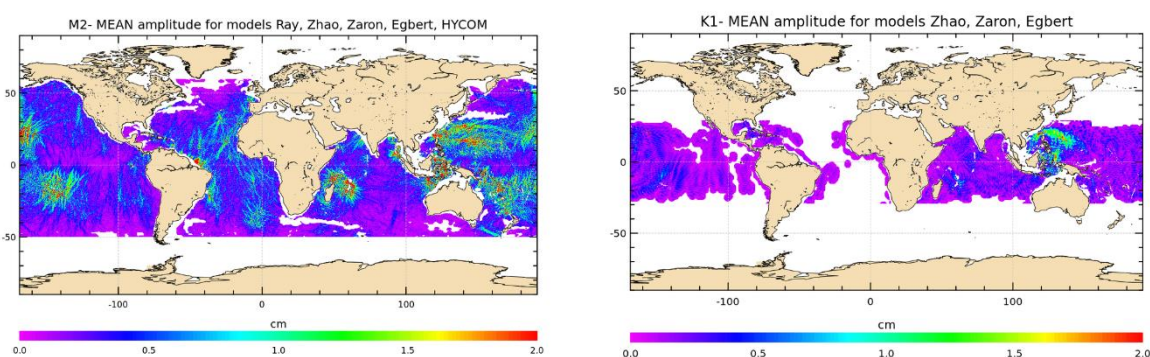 M2- MEAN amplitude for models Ray, Zhao, Zaron, Egbert, HYCOM
50
0
-50
-100 0 100
cm
0.0 0.5 1.0 1.5 2.0
K1- MEAN amplitude for models Zhao, Zaron, Egbert
50
0
-50
-100 0 100
cm
0.0 0.5 1.0 1.5 2.0